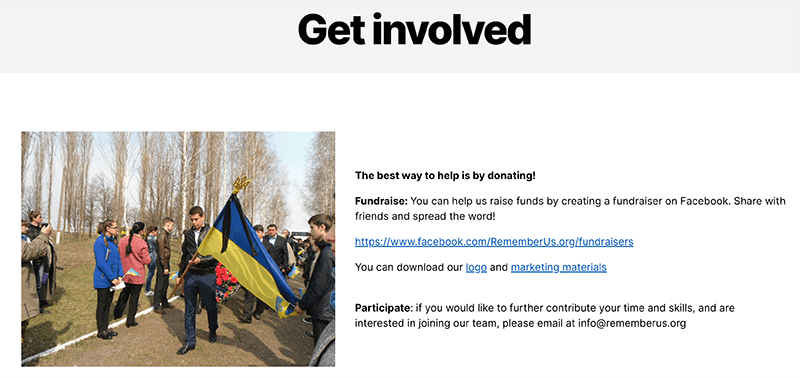 Get involved
The best way to help is by donating!
Fundraise: You can help us raise funds by creating a fundraiser on Facebook. Share with
friends and spread the word!
https://www.facebook.com/RememberUs.org/fundraisers
You can download our logo and marketing materials
Participate: if you would like to further contribute your time and skills, and are
interested in joining our team, please email at info@rememberus.org